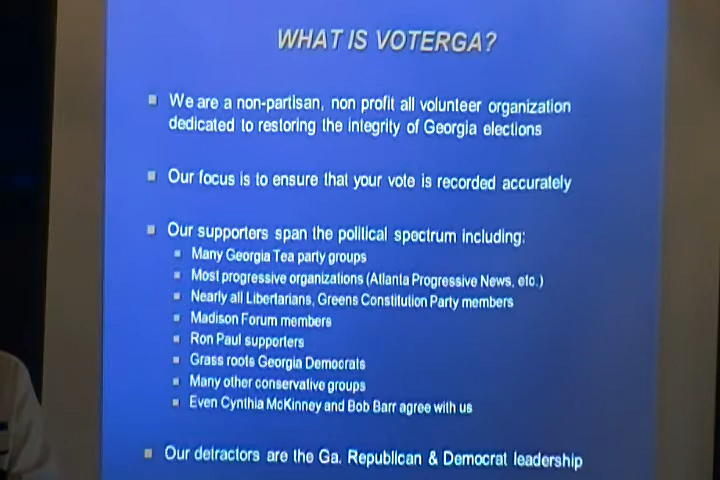 WHAT IS VOTERGA?
We are a non-partisan, non profit all volunteer organization
dedicated to restoring the integrity of Georgia elections
Our focus is to ensure that your vote is recorded accurately
Our supporters span the political spectrum including:
Many Georgia Tea party groups
Most progressive organizations (Atlanta Progressive News, etc.)
Nearly all Libertarians, Greens Constitution Party members
Madison Forum members
Ron Paul supporters
Grass roots Georgia Democrats
Many other conservative groups
Even Cynthia McKinney and Bob Barr agree with us
Our detractors are the Ga. Republican & Democrat leadership